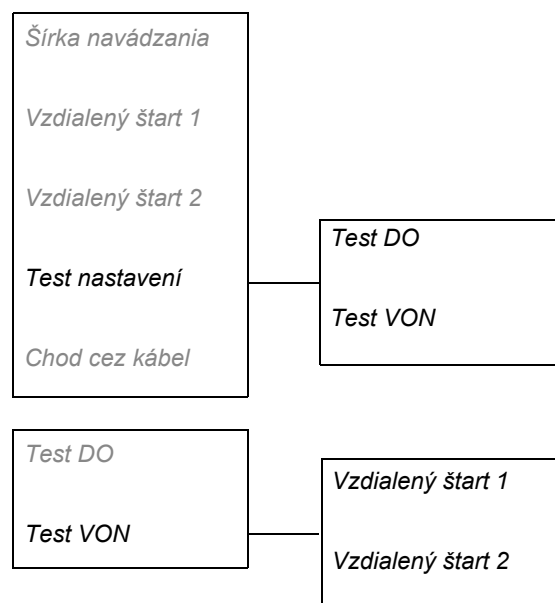 Šírka navádzania
Vzdialený štart 1
Vzdialený štart 2
Test nastavení
Chod cez kábel
Test DO
Test VON
Test DO
Test VON
Vzdialený štart 1
Vzdialený štart 2